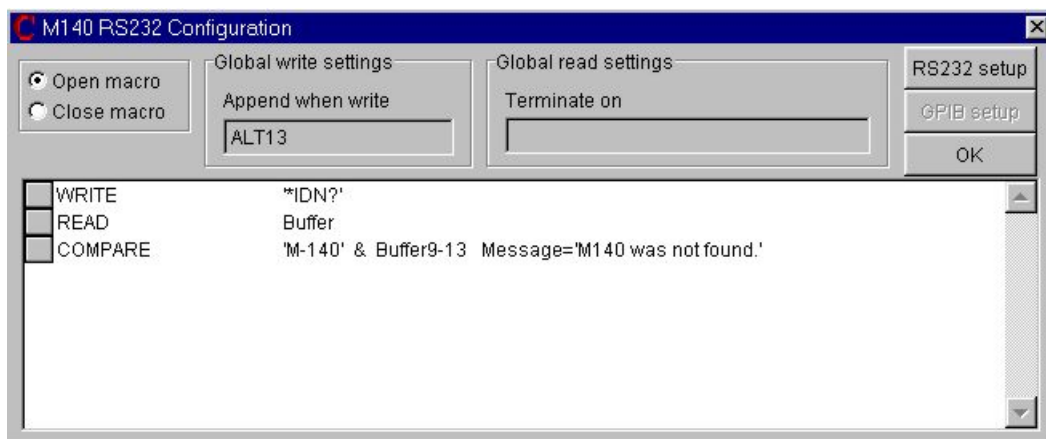 M140 RS232 Configuration
Open macro
Close macro
Global write settings
Append when write
ALT13
Global read settings
Terminate on
RS232 setup
GPIB setup
OK
WRITE '*IDN?'
READ Buffer
COMPARE 'M-140' & Buffer9-13 Message='M140 was not found.'